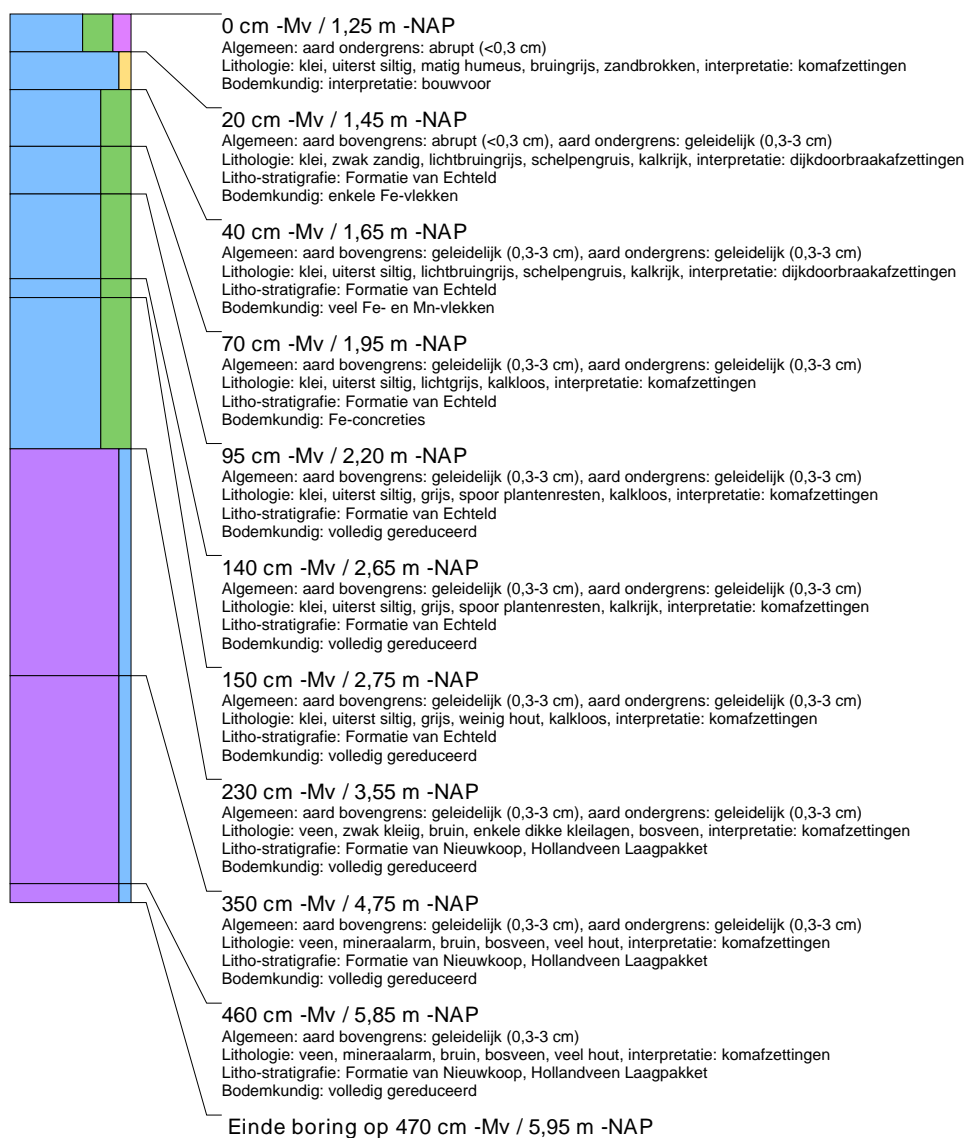 0 cm -Mv / 1,25 m -NAP
Algemeen: aard ondergrens: abrupt (<0,3 cm)
Lithologie: klei, uiterst siltig, matig humeus, bruingrijs, zandbrokken, interpretatie: komafzettingen
Bodemkundig: interpretatie: bouwvoor
20 cm -Mv / 1,45 m -NAP
Algemeen: aard bovengrens: abrupt (<0,3 cm), aard ondergrens: geleidelijk (0,3-3 cm)
Lithologie: klei, zwak zandig, lichtbruingrijs, schelpengruis, kalkrijk, interpretatie: dijkdoorbraakafzettingen
Litho-stratigrafie: Formatie van Echteld
Bodemkundig: enkele Fe-vlekken
40 cm -Mv / 1,65 m -NAP
Algemeen: aard bovengrens: geleidelijk (0,3-3 cm), aard ondergrens: geleidelijk (0,3-3 cm)
Lithologie: klei, uiterst siltig, lichtbruingrijs, schelpengruis, kalkrijk, interpretatie: dijkdoorbraakafzettingen
Litho-stratigrafie: Formatie van Echteld
Bodemkundig: veel Fe- en Mn-vlekken
70 cm -Mv / 1,95 m -NAP
Algemeen: aard bovengrens: geleidelijk (0,3-3 cm), aard ondergrens: geleidelijk (0,3-3 cm)
Lithologie: klei, uiterst siltig, lichtgrijs, kalkloos, interpretatie: komafzettingen
Litho-stratigrafie: Formatie van Echteld
Bodemkundig: Fe-concreties
95 cm -Mv / 2,20 m -NAP
Algemeen: aard bovengrens: geleidelijk (0,3-3 cm), aard ondergrens: geleidelijk (0,3-3 cm)
Lithologie: klei, uiterst siltig, grijs, spoor plantenresten, kalkloos, interpretatie: komafzettingen
Litho-stratigrafie: Formatie van Echteld
Bodemkundig: volledig gereduceerd
140 cm -Mv / 2,65 m -NAP
Algemeen: aard bovengrens: geleidelijk (0,3-3 cm), aard ondergrens: geleidelijk (0,3-3 cm)
Lithologie: klei, uiterst siltig, grijs, spoor plantenresten, kalkrijk, interpretatie: komafzettingen
Litho-stratigrafie: Formatie van Echteld
Bodemkundig: volledig gereduceerd
150 cm -Mv / 2,75 m -NAP
Algemeen: aard bovengrens: geleidelijk (0,3-3 cm), aard ondergrens: geleidelijk (0,3-3 cm)
Lithologie: klei, uiterst siltig, grijs, weinig hout, kalkloos, interpretatie: komafzettingen
Litho-stratigrafie: Formatie van Echteld
Bodemkundig: volledig gereduceerd
230 cm -Mv / 3,55 m -NAP
Algemeen: aard bovengrens: geleidelijk (0,3-3 cm), aard ondergrens: geleidelijk (0,3-3 cm)
Lithologie: veen, zwak kleiig, bruin, enkele dikke kleilagen, bosveen, interpretatie: komafzettingen
Litho-stratigrafie: Formatie van Nieuwkoop, Hollandveen Laagpakket
Bodemkundig: volledig gereduceerd
350 cm -Mv / 4,75 m -NAP
Algemeen: aard bovengrens: geleidelijk (0,3-3 cm), aard ondergrens: geleidelijk (0,3-3 cm)
Lithologie: veen, mineraalarm, bruin, bosveen, veel hout, interpretatie: komafzettingen
Litho-stratigrafie: Formatie van Nieuwkoop, Hollandveen Laagpakket
Bodemkundig: volledig gereduceerd
460 cm -Mv / 5,85 m -NAP
Algemeen: aard bovengrens: geleidelijk (0,3-3 cm)
Lithologie: veen, mineraalarm, bruin, bosveen, veel hout, interpretatie: komafzettingen
Litho-stratigrafie: Formatie van Nieuwkoop, Hollandveen Laagpakket
Bodemkundig: volledig gereduceerd
Einde boring op 470 cm -Mv / 5,95 m -NAP